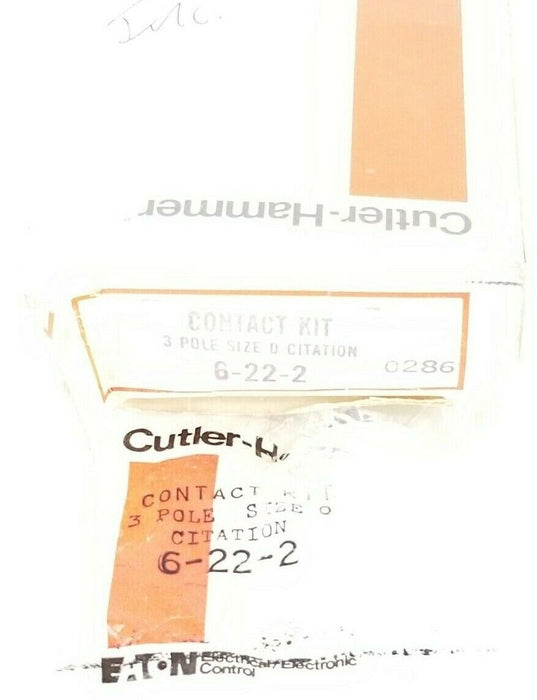 Cutler-Hammer
CONTACT KIT
3 POLE SIZE 0 CITATION
6-22-2 0286
Cutler-H
CONTACT KIT
3 POLE SIZE 0
CITATION
6-22-2
E.T•N Electrical/Electronic
Control